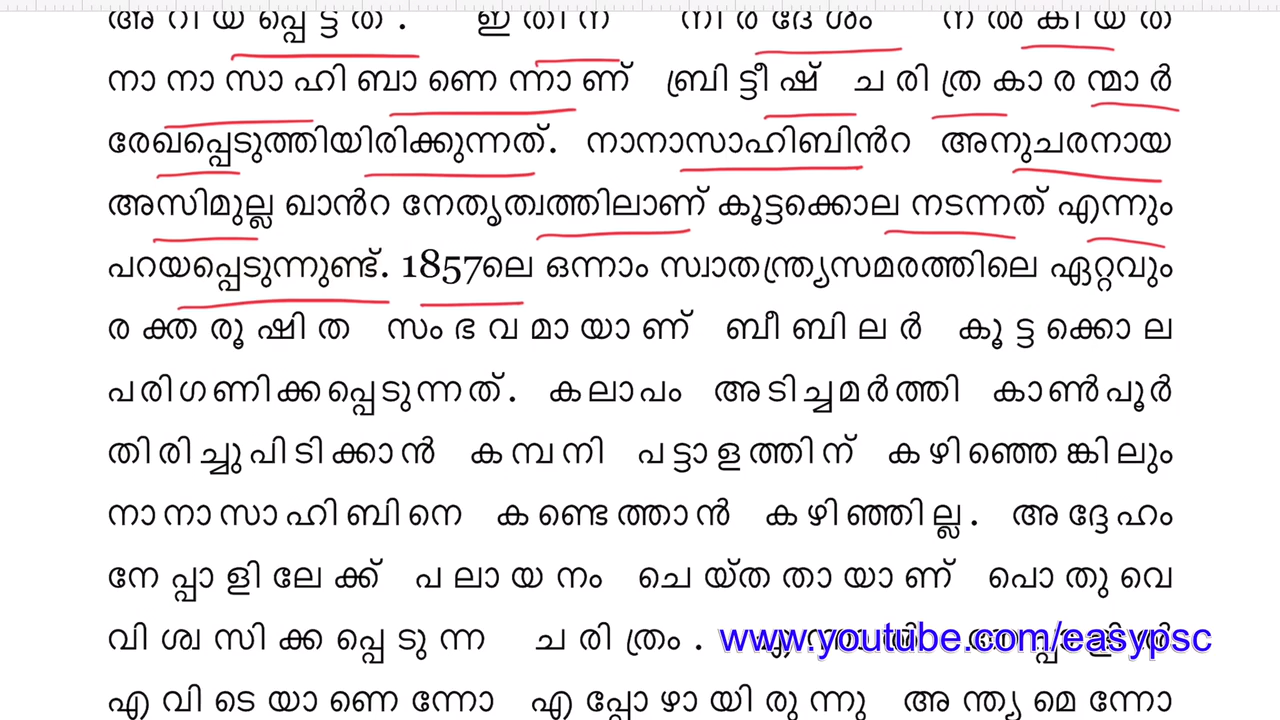 അറിയപ്പെട്ടത്. ഇതിന് നിർദേശം നൽകിയത്
നാനാസാഹിബാണെന്നാണ് ബ്രിട്ടീഷ് ചരിത്രകാരന്മാർ
രേഖപ്പെടുത്തിയിരിക്കുന്നത്. നാനാസാഹിബിൻറ അനുചരനായ
അസിമുല്ല ഖാൻറ നേതൃത്വത്തിലാണ് കൂട്ടക്കൊല നടന്നത് എന്നും
പറയപ്പെടുന്നുണ്ട്. 1857ലെ ഒന്നാം സ്വാതന്ത്ര്യസമരത്തിലെ ഏറ്റവും
രക്തരൂഷിത സംഭവമായാണ് ബീബിലർ കൂട്ടക്കൊല
പരിഗണിക്കപ്പെടുന്നത്. കലാപം അടിച്ചമർത്തി കാൺപൂർ
തിരിച്ചുപിടിക്കാൻ കമ്പനി പട്ടാളത്തിന് കഴിഞ്ഞെങ്കിലും
നാനാസാഹിബിനെ കണ്ടെത്താൻ കഴിഞ്ഞില്ല. അദ്ദേഹം
നേപ്പാളിലേക്ക് പലായനം ചെയ്തതായാണ് പൊതുവെ
വിശ്വസിക്കപ്പെടുന്ന ചരിത്രം. www.youtube.com/easypsc
എവിടെയാണെന്നോ എപ്പോഴായിരുന്നു അന്ത്യമെന്നോ